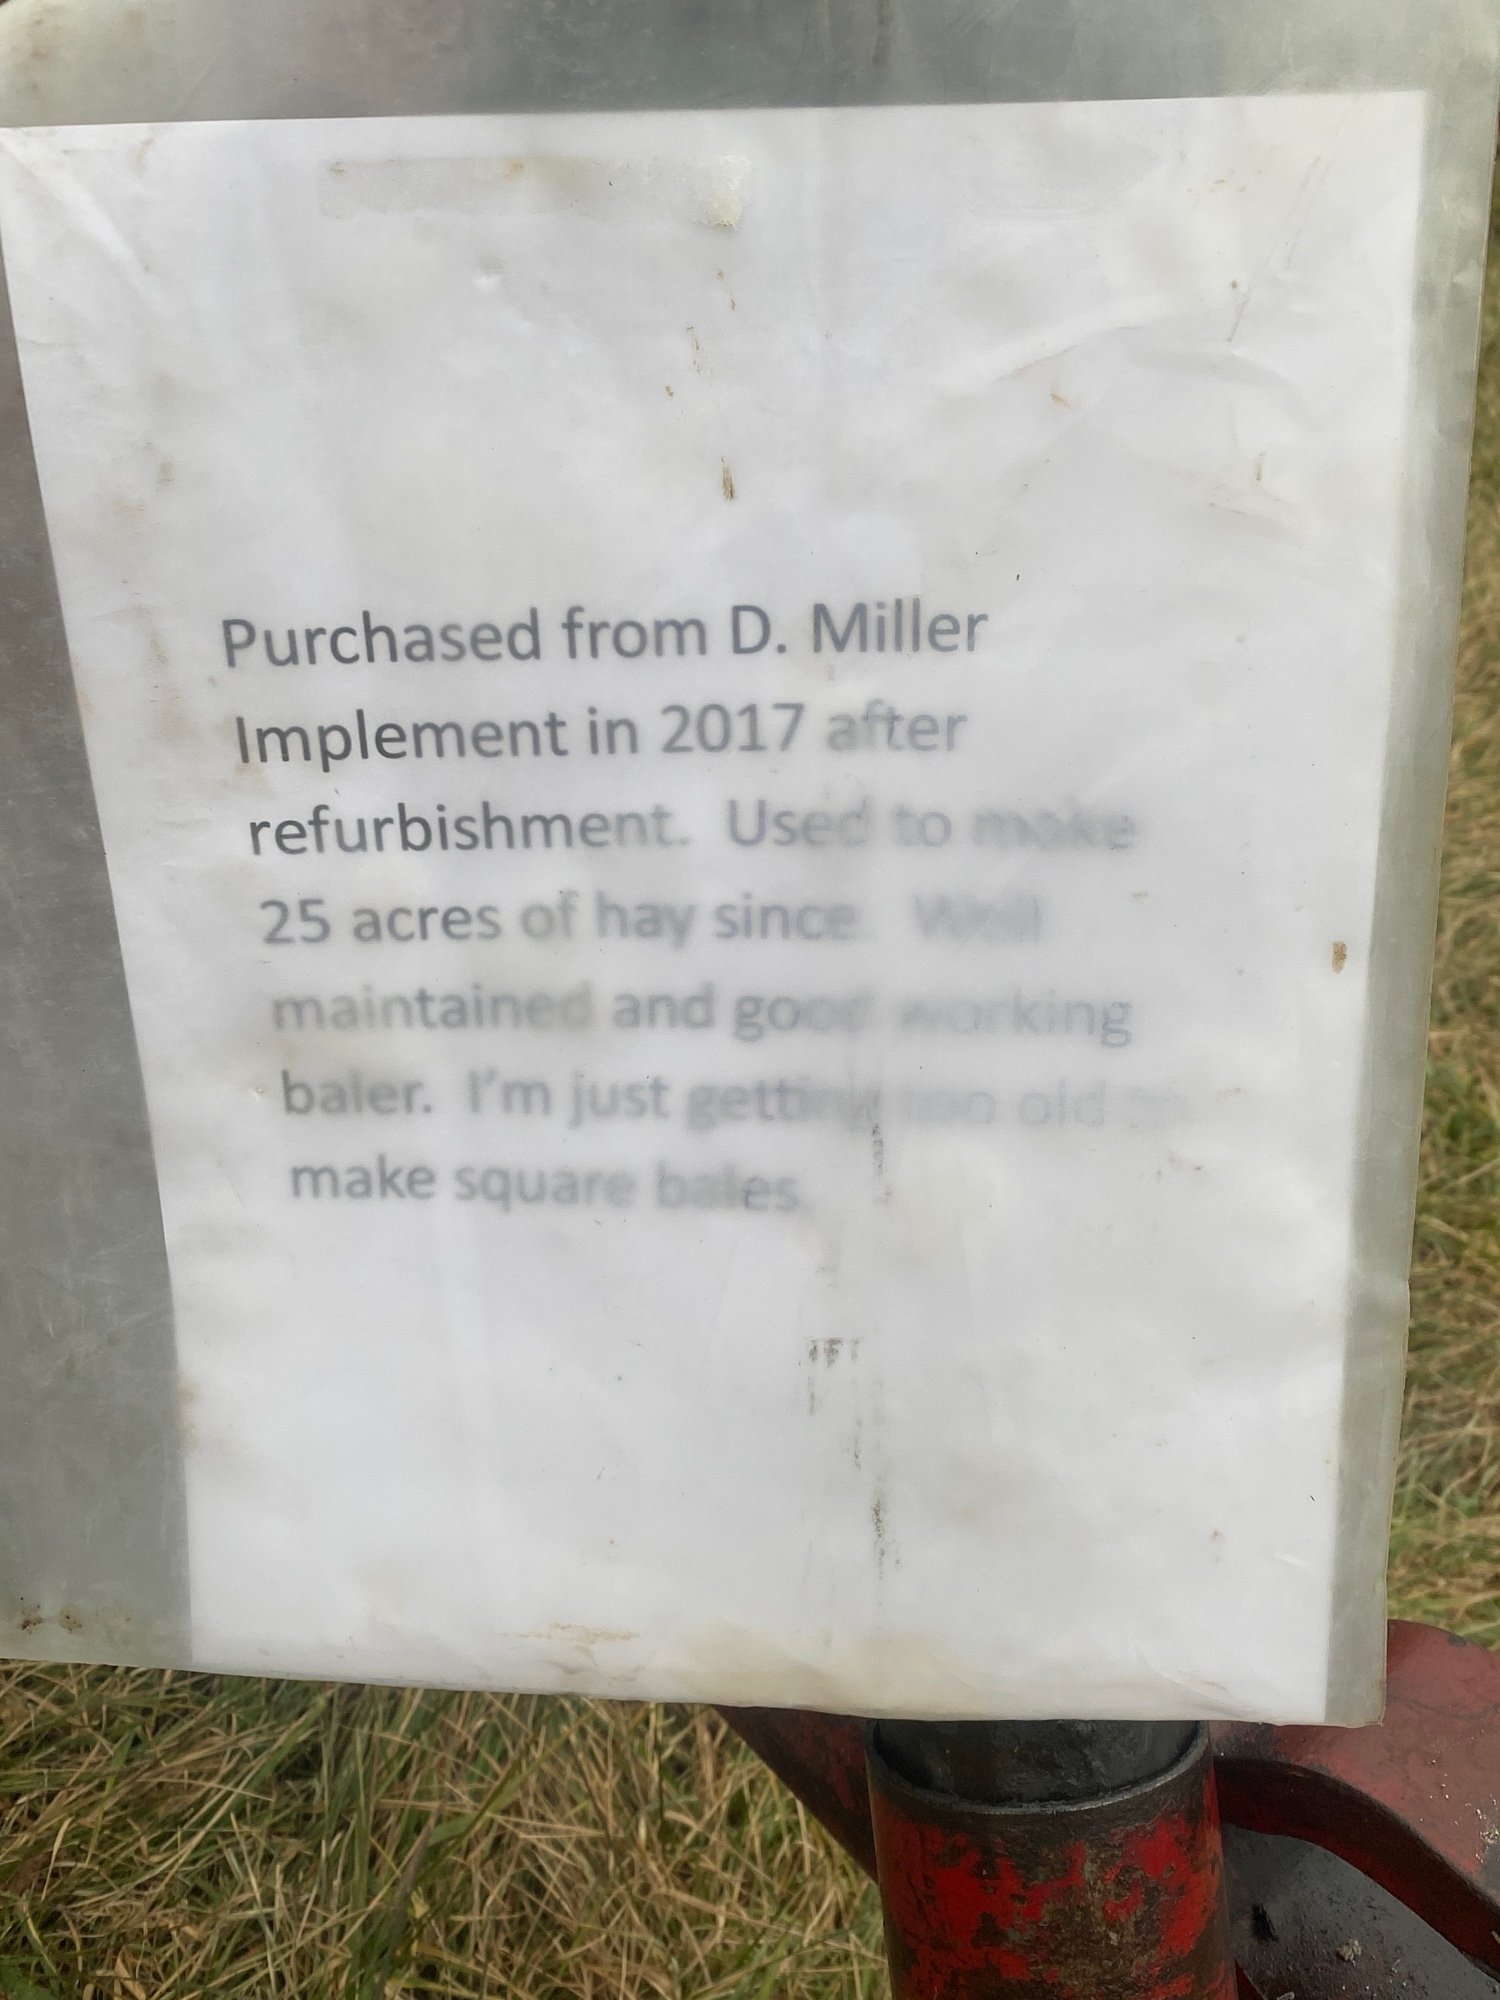 Purchased from D. Miller
Implement in 2017 after
refurbishment. Used to make
25 acres of hay since. Well
maintained and good working
baler. I'm just getting too old to
make square bales.